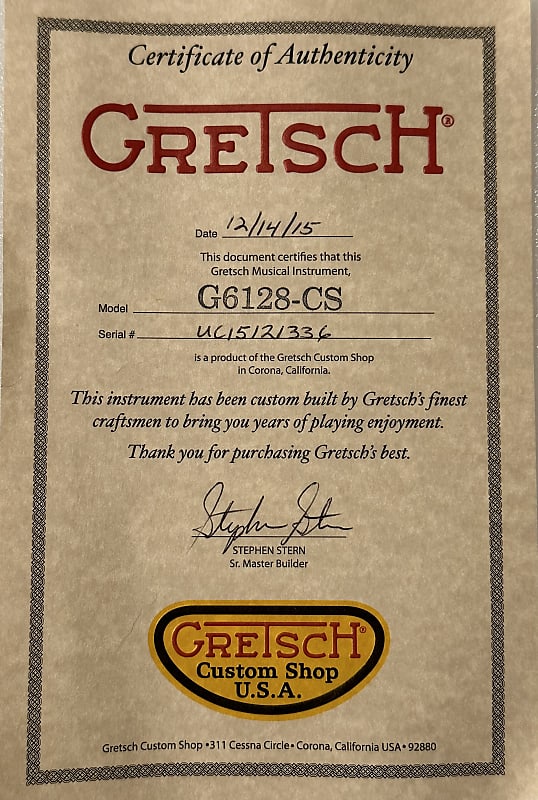 Certificate of Authenticity
GRETSCH®
Date 12/14/15
This document certifies that this
Gretsch Musical Instrument,
Model G6128-CS
Serial # UC15121336
is a product of the Gretsch Custom Shop
in Corona, California.
This instrument has been custom built by Gretsch's finest
craftsmen to bring you years of playing enjoyment.
Thank you for purchasing Gretsch's best.
Stephen Stern
STEPHEN STERN
Sr. Master Builder
GRETSCH®
Custom Shop
U.S.A.
Gretsch Custom Shop •311 Cessna Circle• Corona, California USA• 92880